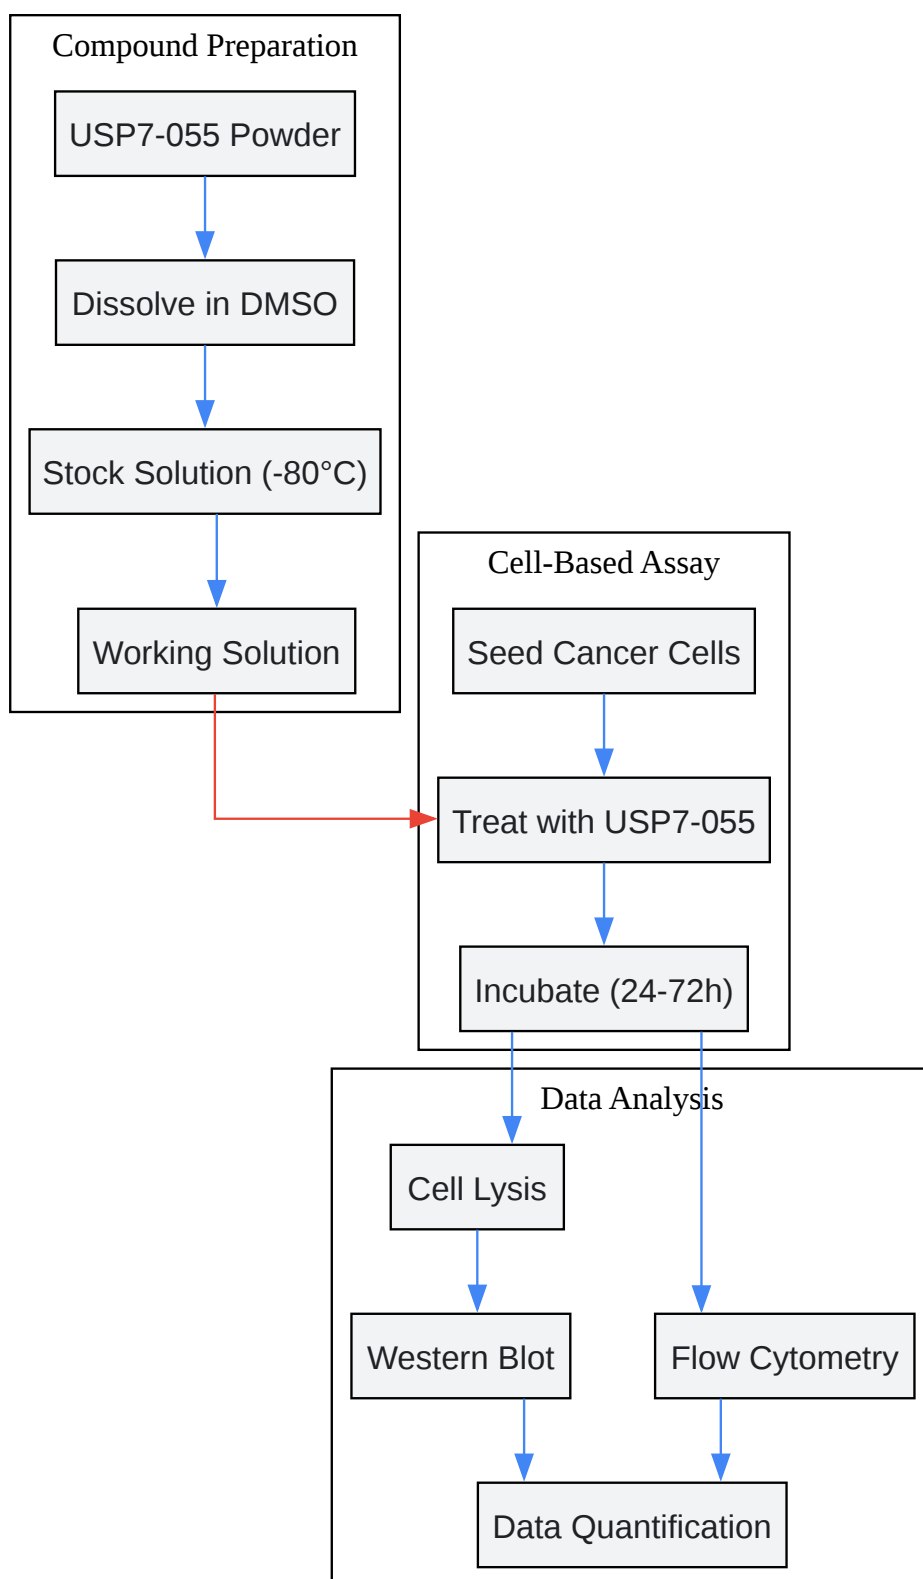 Compound Preparation
USP7-055 Powder
Dissolve in DMSO
Stock Solution (-80°C)
Working Solution
Cell-Based Assay
Seed Cancer Cells
Treat with USP7-055
Incubate (24-72h)
Data Analysis
Cell Lysis
Western Blot
Flow Cytometry
Data Quantification